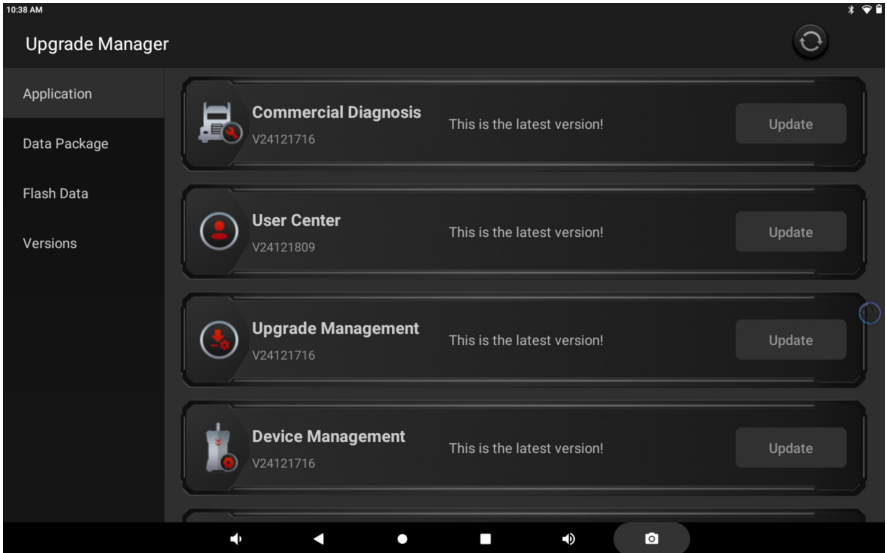 10:38 AM
Upgrade Manager
Application
Data Package
Flash Data
Versions
Commercial Diagnosis
V24121716
This is the latest version!
Update
User Center
V24121809
This is the latest version!
Update
Upgrade Management
V24121716
This is the latest version!
Update
Device Management
V24121716
This is the latest version!
Update